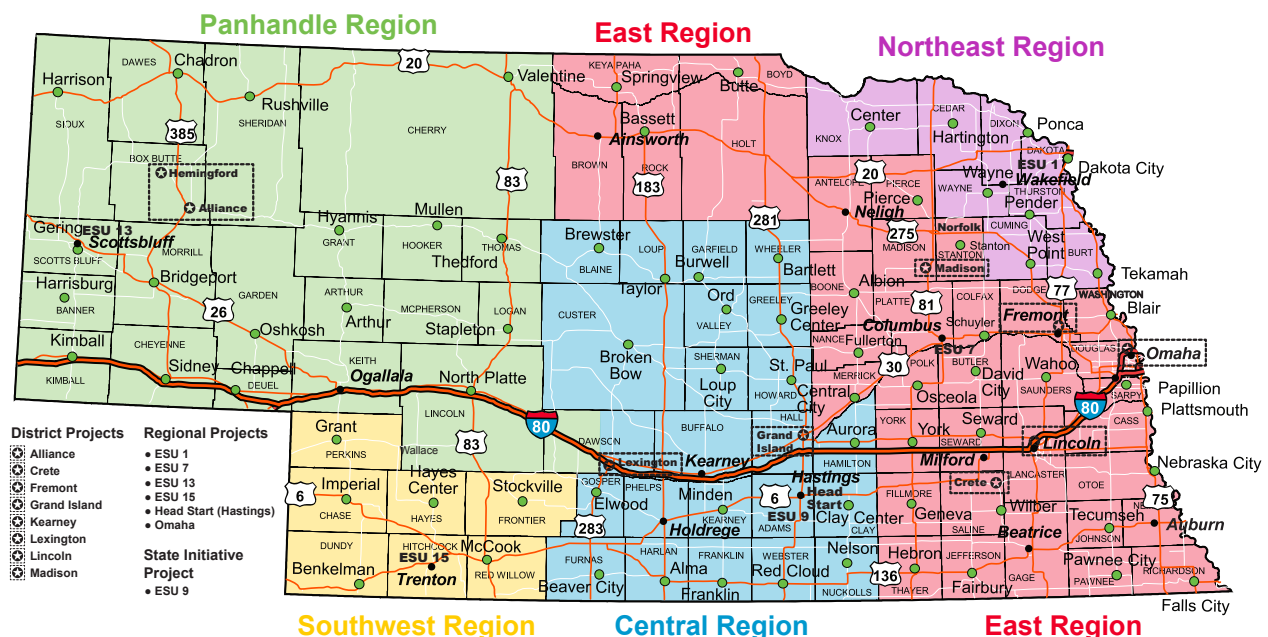 Panhandle Region
East Region
Northeast Region
DAWES
Chadron
20
KEYA PAHA
BOYD
Harrison
Valentine
Springview
Butte
Rushville
SIOUX
385
SHERIDAN
CHERRY
Bassett
Ainsworth
HOLT
KNOX
Center
CEDAR
Hartington
DIXON
Ponca
BOX BUTTE
Hemingford
BROWN
ROCK
183
83
ANTELOPE
20
PIERCE
Pierce
WAYNE
Wayne
DAKOTA
ESU 1
Wakefield
Dakota City
THURSTON
Pender
Alliance
Neligh
Gering
ESU 13
Scottsbluff
SCOTTS BLUFF
MORRILL
Hyannis
GRANT
Mullen
HOOKER
THOMAS
Thedford
Brewster
BLAINE
LOUP
GARFIELD
281
WHEELER
275
MADISON
Norfolk
Stanton
STANTON
CUMING
West
Point
BURT
Tekamah
Bridgeport
Harrisburg
BANNER
GARDEN
ARTHUR
Arthur
MCPHERSON
LOGAN
Stapleton
Taylor
Burwell
Bartlett
BOONE
Albion
Madison
26
CUSTER
Ord
VALLEY
GREELEY
Greeley
Center
PLATTE
81
COLFAX
DODGE
77
WASHINGTON
Blair
Columbus
Schuyler
Fremont
Kimball
KIMBALL
CHEYENNE
Sidney
Oshkosh
Chappel
DEUEL
KEITH
Ogallala
North Platte
Broken
Bow
SHERMAN
Loup
City
NANCE
Fullerton
ESU 7
St. Paul
HOWARD
MERRICK
Central
City
30
POLK
Osceola
BUTLER
David
City
Wahoo
SAUNDERS
DOUGLAS
Omaha
SARPY
Papillion
Plattsmouth
80
80
CASS
LINCOLN
Grant
PERKINS
Wallace
83
DAWSON
Lexington
BUFFALO
Kearney
HALL
Grand
Island
Aurora
HAMILTON
YORK
York
SEWARD
Seward
Milford
Lincoln
LANCASTER
Nebraska City
OTOE
Hastings
Head
Start
6
Imperial
CHASE
Hayes
Center
HAYES
Stockville
FRONTIER
283
GOSPER
Elwood
PHELPS
Holdrege
Minden
KEARNEY
6
ESU 9
ADAMS
Clay Center
CLAY
FILLMORE
Geneva
Crete
SALINE
Wilber
Beatrice
Tecumseh
JOHNSON
NE
75
Auburn
DUNDY
Benkelman
HITCHCOCK
ESU 15
Trenton
McCook
RED WILLOW
FURNAS
Beaver City
HARLAN
Alma
FRANKLIN
Franklin
WEBSTER
Red Cloud
Nelson
NUCKOLLS
136
Hebron
THAYER
JEFFERSON
Fairbury
GAGE
Pawnee City
PAWNEE
RICHARDSON
Falls City
District Projects
Alliance
Crete
Fremont
Grand Island
Kearney
Lexington
Lincoln
Madison
Regional Projects
• ESU 1
• ESU 7
• ESU 13
• ESU 15
• Head Start (Hastings)
• Omaha
State Initiative
Project
• ESU 9
Southwest Region
Central Region
East Region